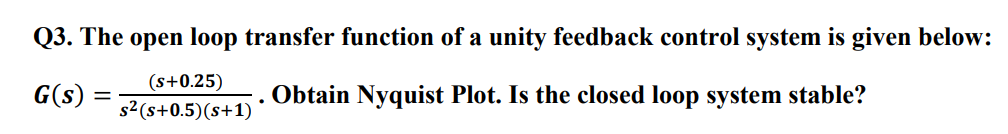 Q3. The open loop transfer function of a unity feedback control system is given below:
G(s) = (s+0.25) / s²(s+0.5)(s+1) . Obtain Nyquist Plot. Is the closed loop system stable?